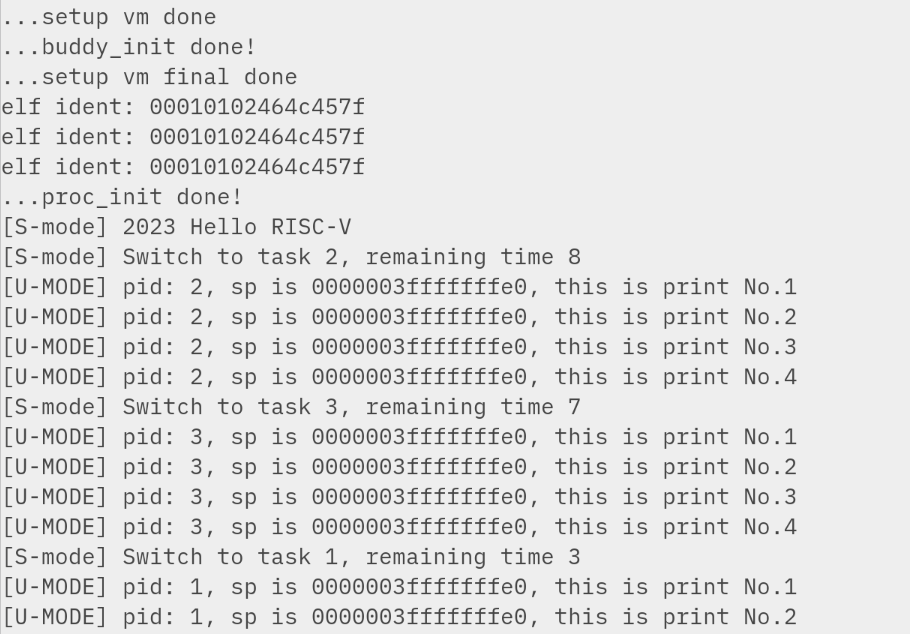 ...setup vm done
...buddy_init done!
...setup vm final done
elf ident: 00010102464c457f
elf ident: 00010102464c457f
elf ident: 00010102464c457f
...proc_init done!
[S-mode] 2023 Hello RISC-V
[S-mode] Switch to task 2, remaining time 8
[U-MODE] pid: 2, sp is 0000003fffffffe0, this is print No.1
[U-MODE] pid: 2, sp is 0000003fffffffe0, this is print No.2
[U-MODE] pid: 2, sp is 0000003fffffffe0, this is print No.3
[U-MODE] pid: 2, sp is 0000003fffffffe0, this is print No.4
[S-mode] Switch to task 3, remaining time 7
[U-MODE] pid: 3, sp is 0000003fffffffe0, this is print No.1
[U-MODE] pid: 3, sp is 0000003fffffffe0, this is print No.2
[U-MODE] pid: 3, sp is 0000003fffffffe0, this is print No.3
[U-MODE] pid: 3, sp is 0000003fffffffe0, this is print No.4
[S-mode] Switch to task 1, remaining time 3
[U-MODE] pid: 1, sp is 0000003fffffffe0, this is print No.1
[U-MODE] pid: 1, sp is 0000003fffffffe0, this is print No.2